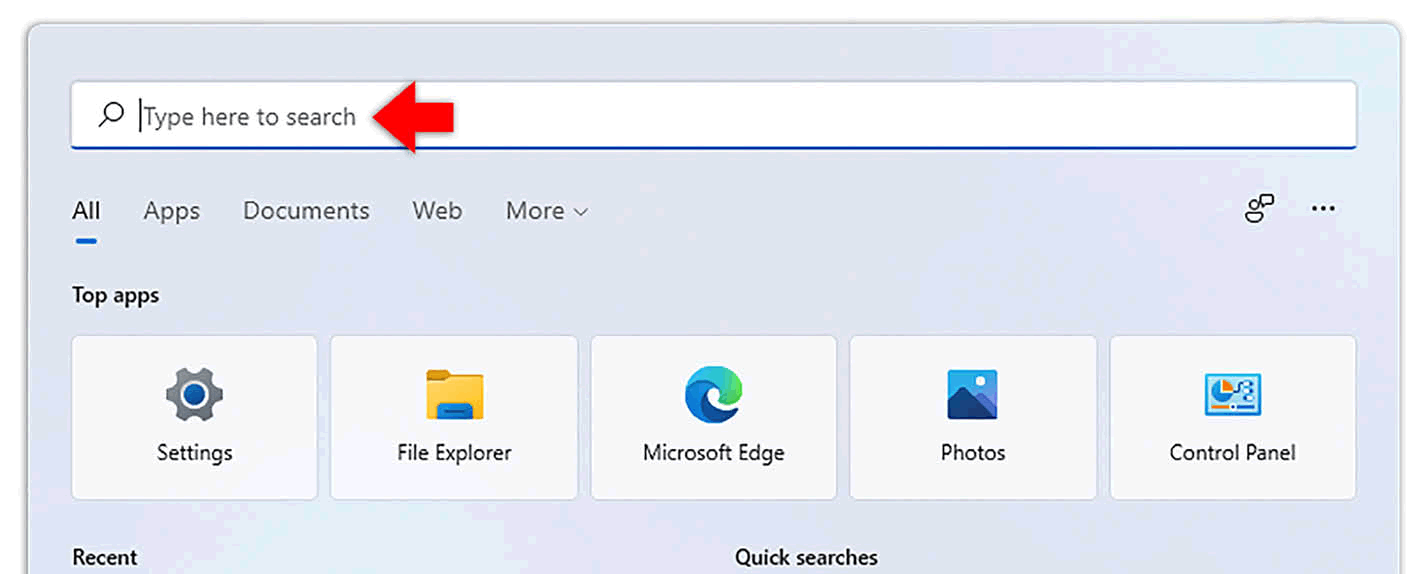 Type here to search
All Apps Documents Web More
Top apps
Settings File Explorer Microsoft Edge Photos Control Panel
Recent Quick searches